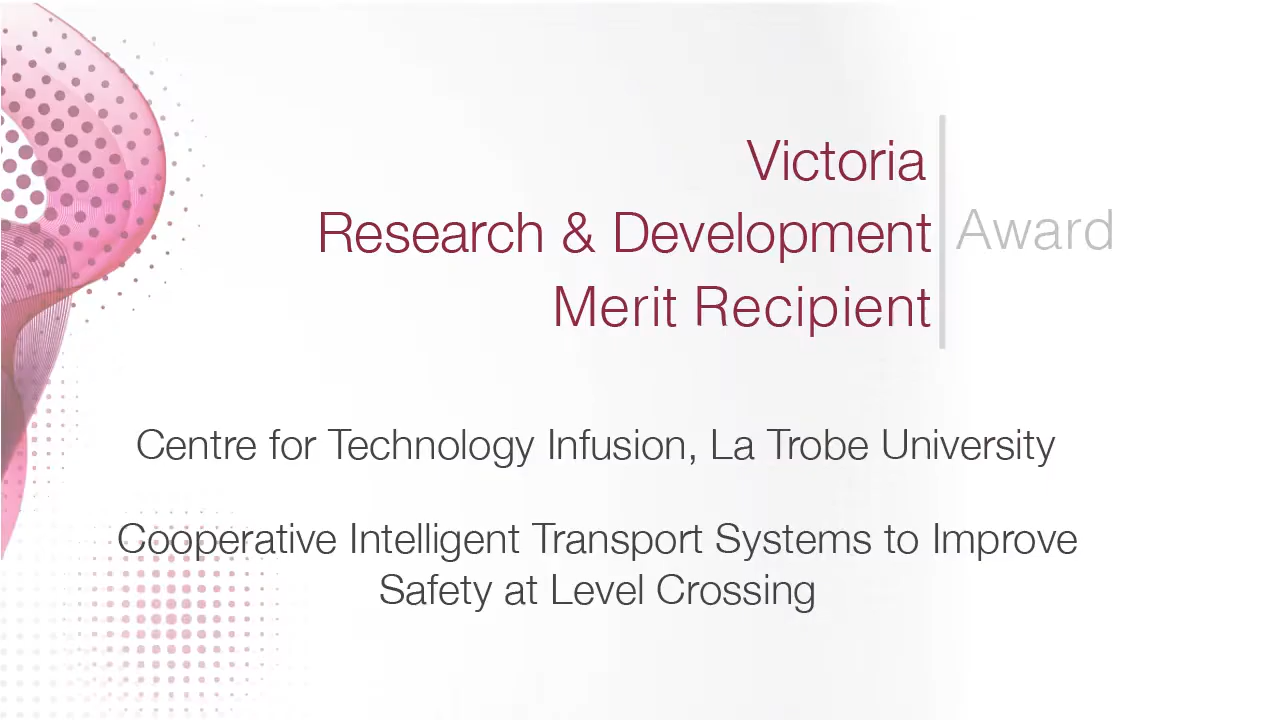 Victoria
Research & Development
Award
Merit Recipient
Centre for Technology Infusion, La Trobe University
Cooperative Intelligent Transport Systems to Improve
Safety at Level Crossing